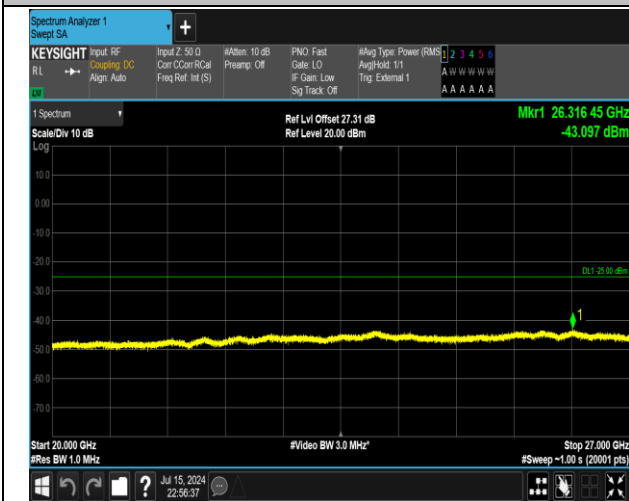 Spectrum Analyzer 1
Swept SA
+
KEYSIGHT
RL
LXI
Input: RF
Coupling: DC
Align: Auto
Input Z: 50 Ω
Corr CCorr RCal
Freq Ref: Int (S)
#Atten: 10 dB
Preamp: Off
PNO: Fast
Gate: LO
IF Gain: Low
Sig Track: Off
#Avg Type: Power (RMS
Avg|Hold: 1/1
Trig: External 1
1 2 3 4 5 6
A W W W W W
A A A A A A
1 Spectrum
Scale/Div 10 dB
Log
Ref Lvl Offset 27.31 dB
Ref Level 20.00 dBm
Mkr1 26.316 45 GHz
-43.097 dBm
10.0
0.00
-10.0
-20.0
DL1 -25.00 dBm
-30.0
-40.0
1
-50.0
-60.0
-70.0
Start 20.000 GHz
#Video BW 3.0 MHz*
Stop 27.000 GHz
#Res BW 1.0 MHz
#Sweep ~1.00 s (20001 pts)
?
Jul 15, 2024
22:56:37